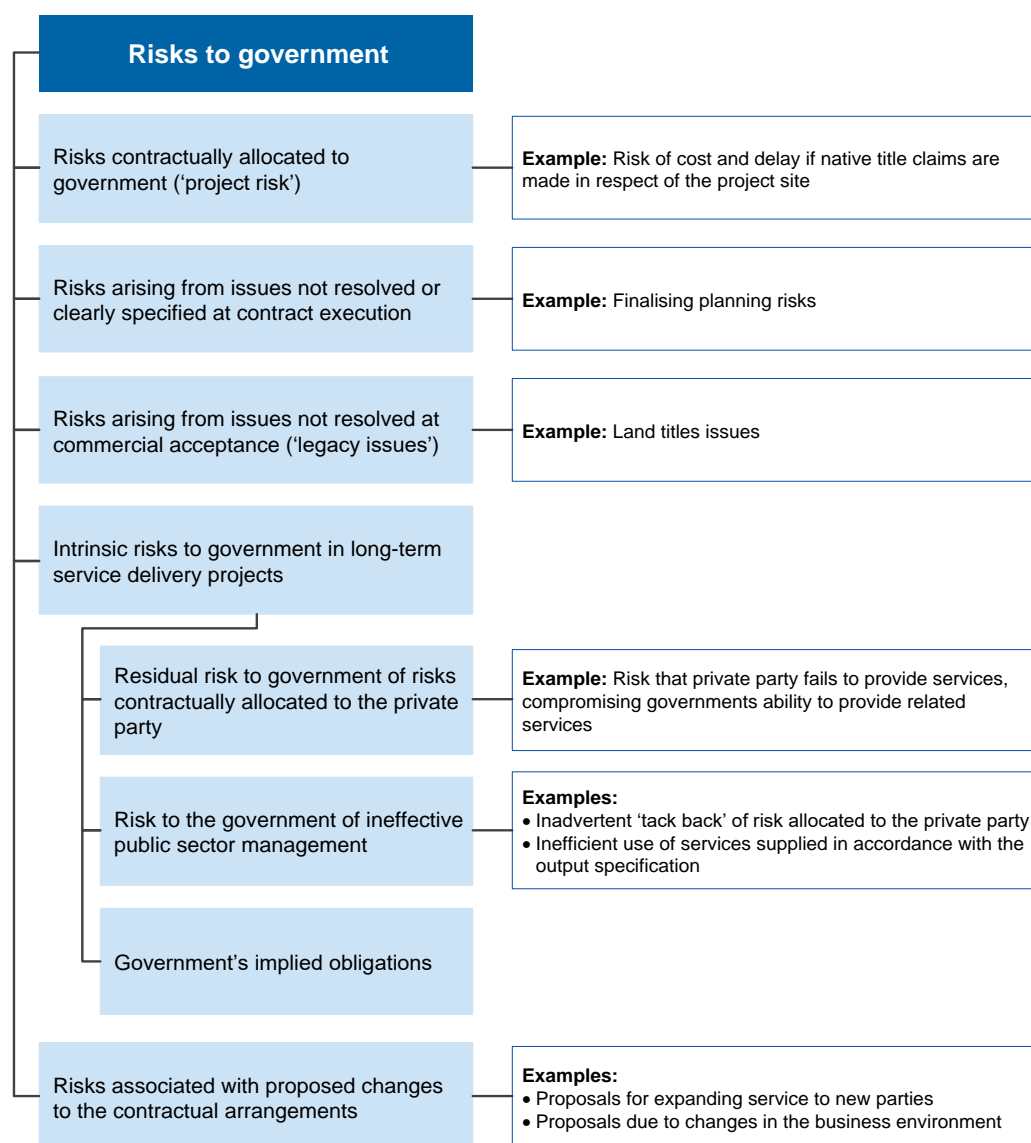 Risks to government
Risks contractually allocated to
government (‘project risk’)
Example: Risk of cost and delay if native title claims are
made in respect of the project site
Risks arising from issues not resolved or
clearly specified at contract execution
Example: Finalising planning risks
Risks arising from issues not resolved at
commercial acceptance (‘legacy issues’)
Example: Land titles issues
Intrinsic risks to government in long-term
service delivery projects
Residual risk to government of risks
contractually allocated to the private
party
Example: Risk that private party fails to provide services,
compromising governments ability to provide related
services
Risk to the government of ineffective
public sector management
Examples:
• Inadvertent ‘tack back’ of risk allocated to the private party
• Inefficient use of services supplied in accordance with the
output specification
Government’s implied obligations
Risks associated with proposed changes
to the contractual arrangements
Examples:
• Proposals for expanding service to new parties
• Proposals due to changes in the business environment